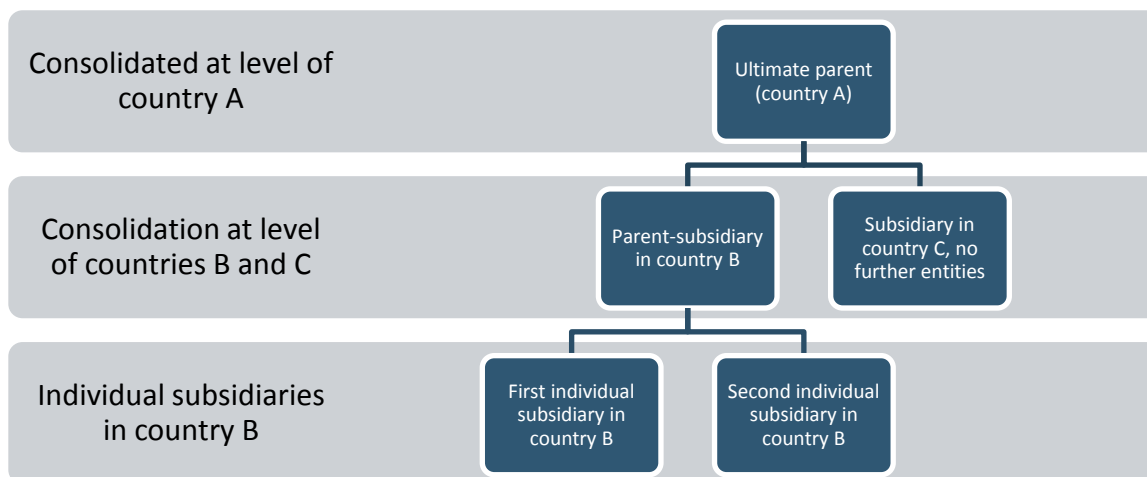 Consolidated at level of
country A
Ultimate parent
(country A)
Consolidation at level
of countries B and C
Parent-subsidiary
in country B
Subsidiary in
country C, no
further entities
Individual subsidiaries
in country B
First individual
subsidiary in
country B
Second individual
subsidiary in
country B